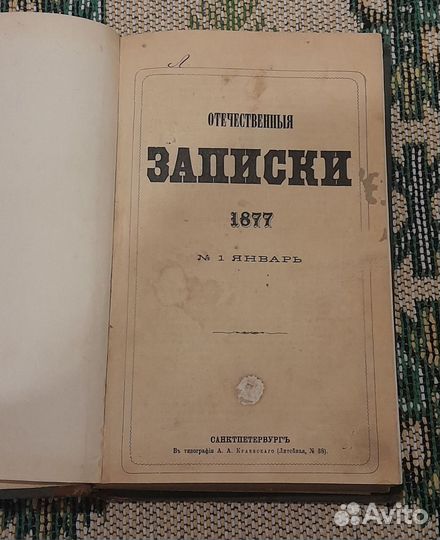 Л
ОТЕЧЕСТВЕННЫЯ
ЗАПИСКИ
1877
№ 1 ЯНВАРЬ
САНКТПЕТЕРБУРГЪ
Въ типографіи А. А. Краевскаго (Литейная, № 38).
Avito